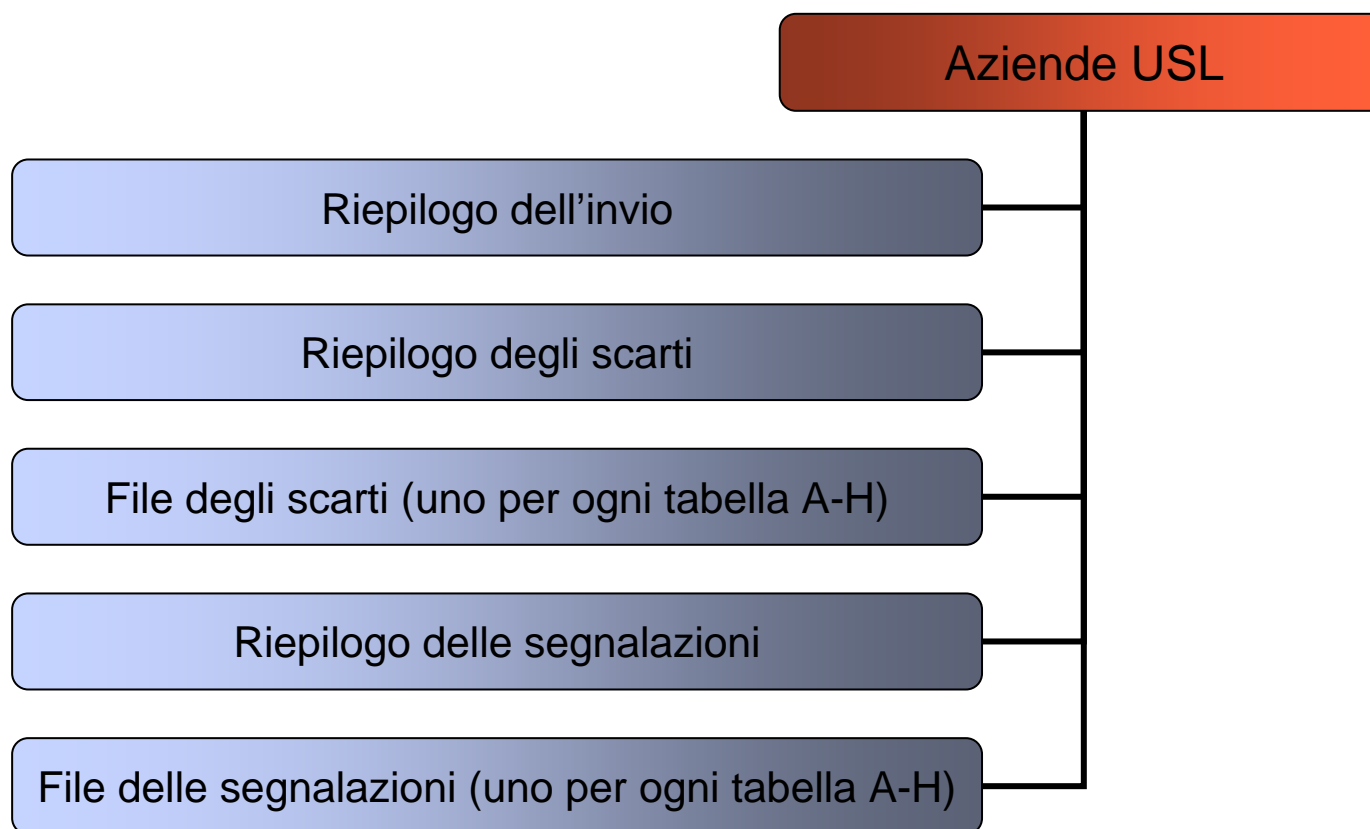 Aziende USL
Riepilogo dell’invio
Riepilogo degli scarti
File degli scarti (uno per ogni tabella A-H)
Riepilogo delle segnalazioni
File delle segnalazioni (uno per ogni tabella A-H)